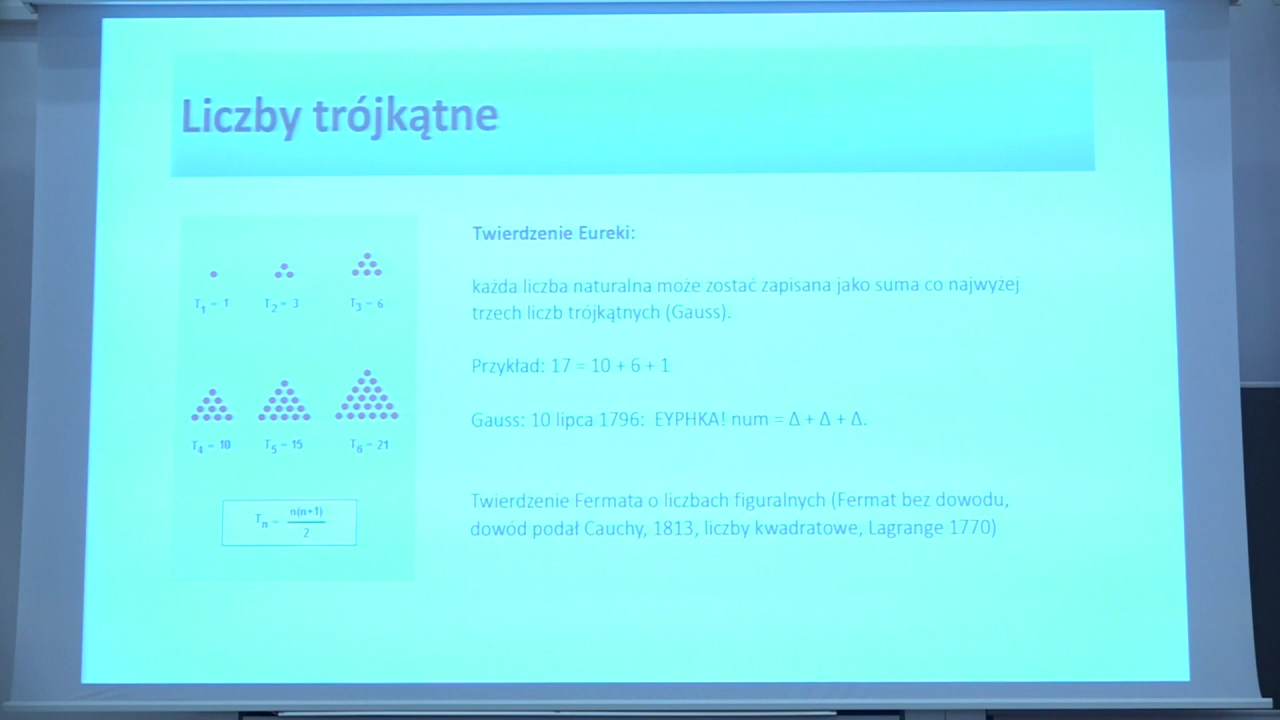 Liczby trójkątne
T1 = 1 T2 = 3 T3 = 6
T4 = 10 T5 = 15 T6 = 21
Tn = n(n+1)/2
Twierdzenie Eureki:
każda liczba naturalna może zostać zapisana jako suma co najwyżej
trzech liczb trójkątnych (Gauss).
Przykład: 17 = 10 + 6 + 1
Gauss: 10 lipca 1796: EYPHKA! num = Δ + Δ + Δ.
Twierdzenie Fermata o liczbach figuralnych (Fermat bez dowodu,
dowód podał Cauchy, 1813, liczby kwadratowe, Lagrange 1770)